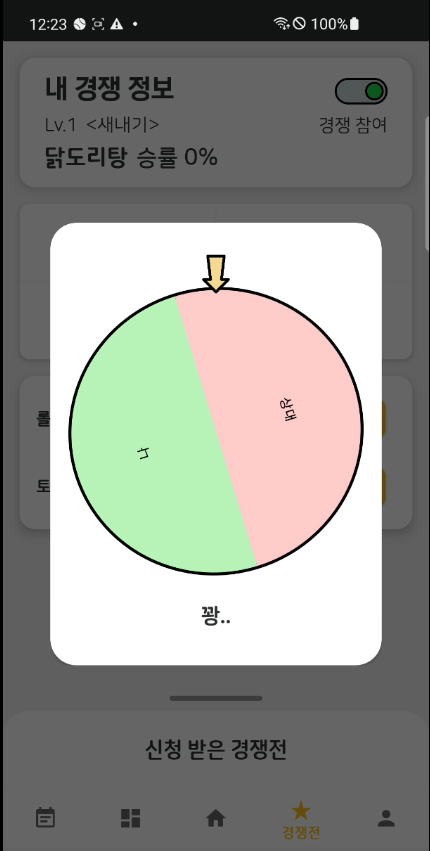 12:23
100%
내 경쟁 정보
Lv.1 <새내기>
경쟁 참여
닭도리탕 승률 0%
상대
나
롤
토
꽝..
신청 받은 경쟁전
경쟁전